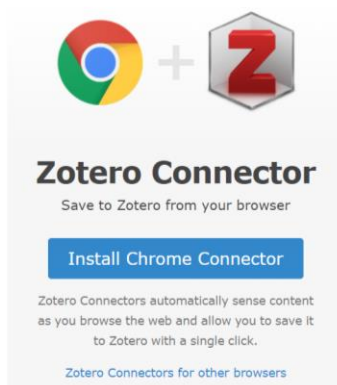 Z
Zotero Connector
Save to Zotero from your browser
Install Chrome Connector
Zotero Connectors automatically sense content
as you browse the web and allow you to save it
to Zotero with a single click.
Zotero Connectors for other browsers